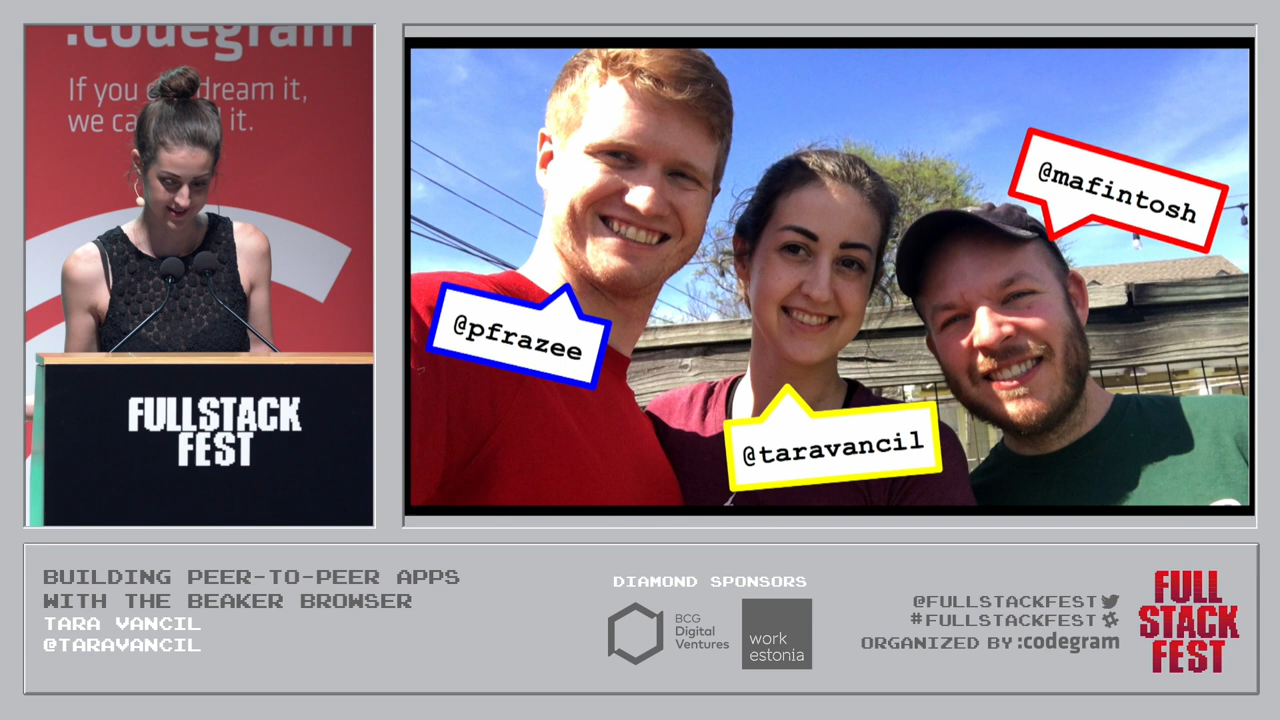 :codegram
If you dream it,
we ca it.
FULLSTACK
FEST
@pfrazee
@taravancil
@mafintosh
BUILDING PEER-TO-PEER APPS
WITH THE BEAKER BROWSER
TARA VANCIL
@TARAVANCIL
DIAMOND SPONSORS
BCG
Digital
Ventures
work
estonia
@FULLSTACKFEST
#FULLSTACKFEST
ORGANIZED BY :codegram
FULL
STACK
FEST